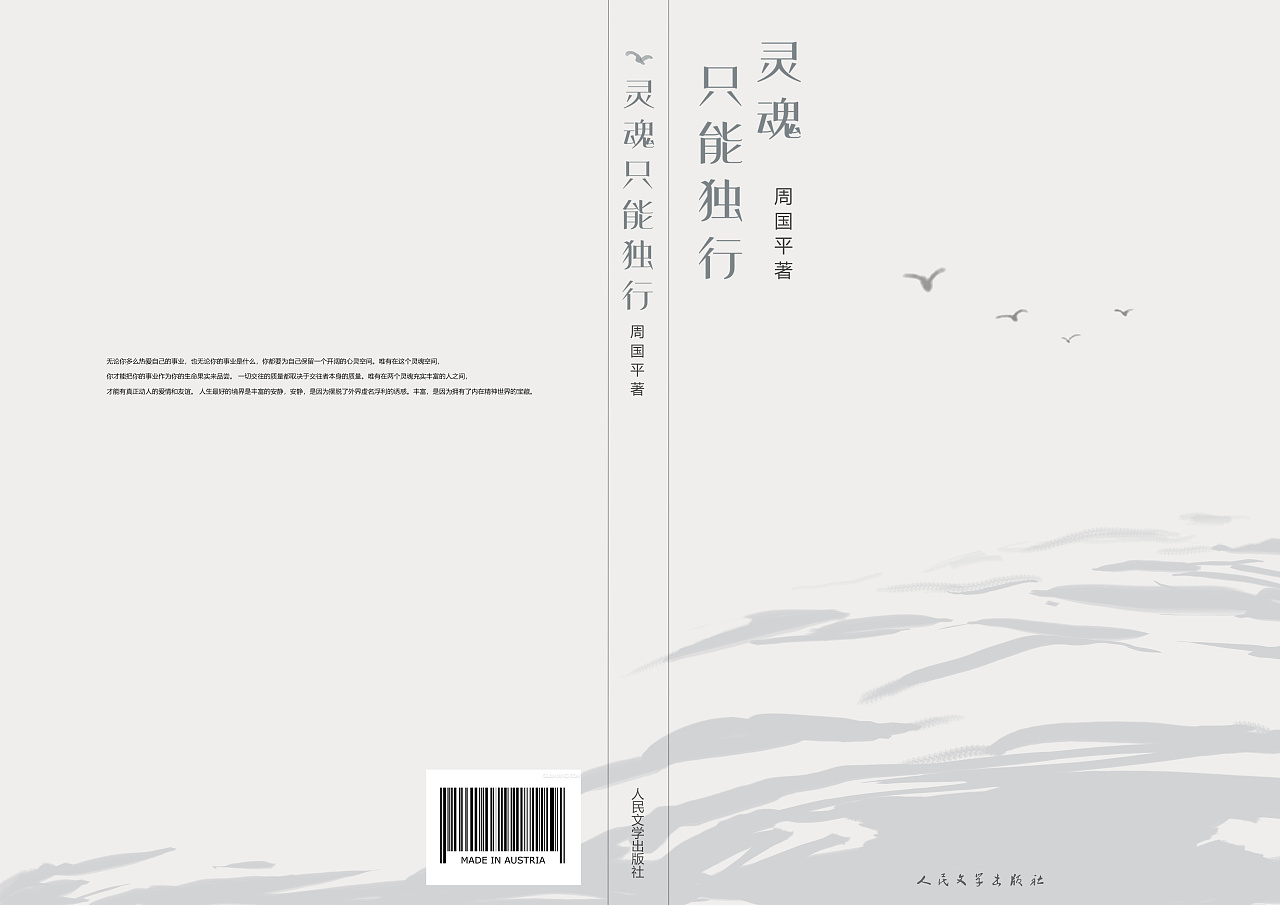 灵魂
只能独行
周国平著
灵魂只能独行
周国平著
人民文学出版社
无论你多么热爱自己的事业，也无论你的事业是什么，你都要为自己保留一个开阔的心灵空间。唯有在这个灵魂空间，
你才能把你的事业作为你的生命果实来品尝。 一切交往的质量都取决于交往者本身的质量。唯有在两个灵魂充实丰富的人之间，
才能有真正动人的爱情和友谊。 人生最好的境界是丰富的安静，安静，是因为摆脱了外界虚名浮利的诱惑。丰富，是因为拥有了内在精神世界的宝藏。
MADE IN AUSTRIA
人民文学出版社